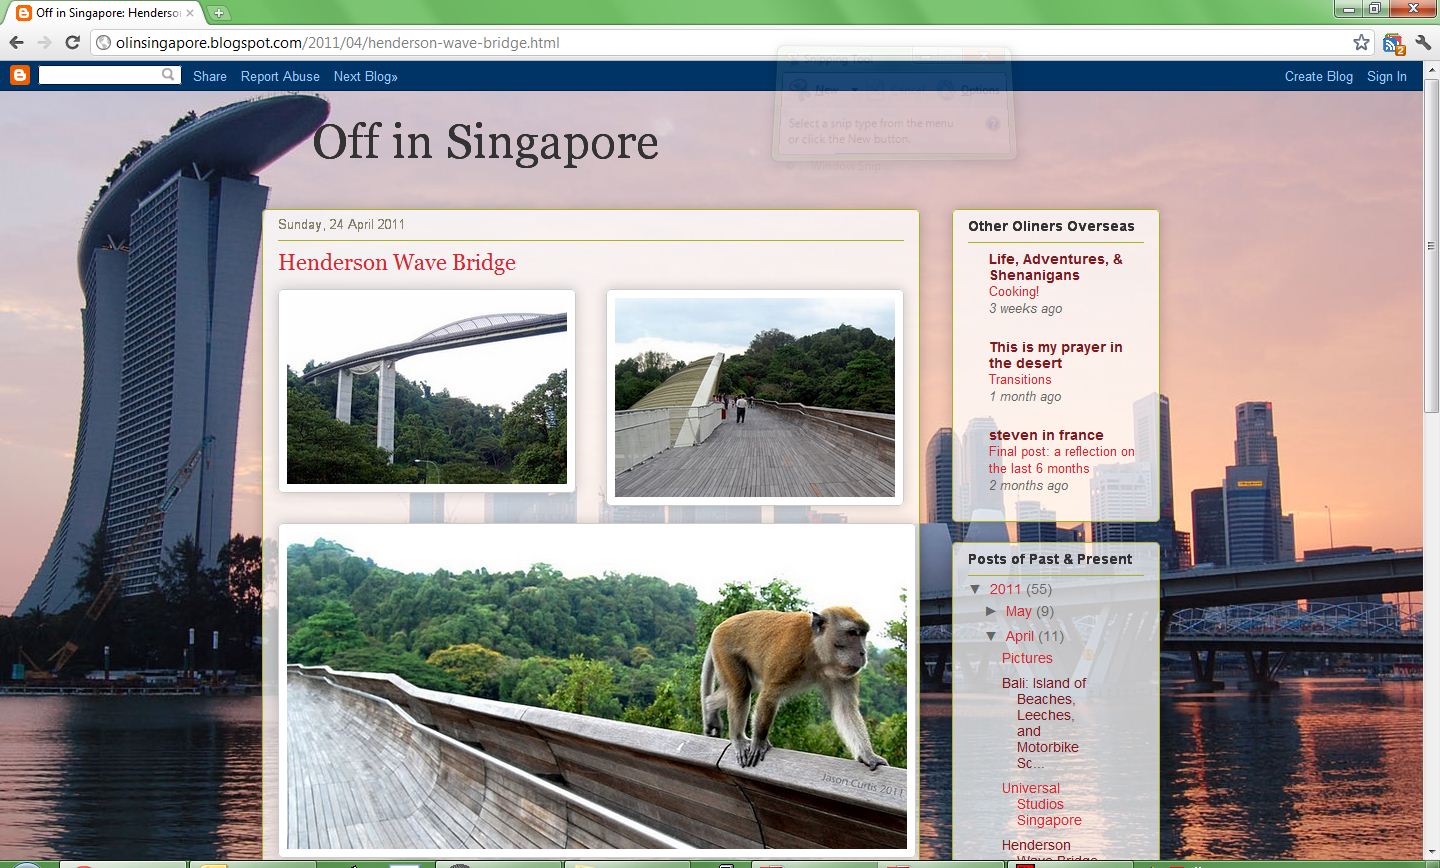 Off in Singapore: Henderson
olinsingapore.blogspot.com/2011/04/henderson-wave-bridge.html
2
Share Report Abuse Next Blog»
Create Blog Sign In
Snipping Tool
New Cancel Options
Select a snip type from the menu
or click the New button.
Window Snip
Off in Singapore
Sunday, 24 April 2011
Henderson Wave Bridge
Jason Curtis 2011
Other Oliners Overseas
Life, Adventures, &
Shenanigans
Cooking!
3 weeks ago
This is my prayer in
the desert
Transitions
1 month ago
steven in france
Final post: a reflection on
the last 6 months
2 months ago
Posts of Past & Present
▼ 2011 (55)
► May (9)
▼ April (11)
Pictures
Bali: Island of
Beaches,
Leeches,
and
Motorbike
Sc...
Universal
Studios
Singapore
Henderson
Wave Bridge